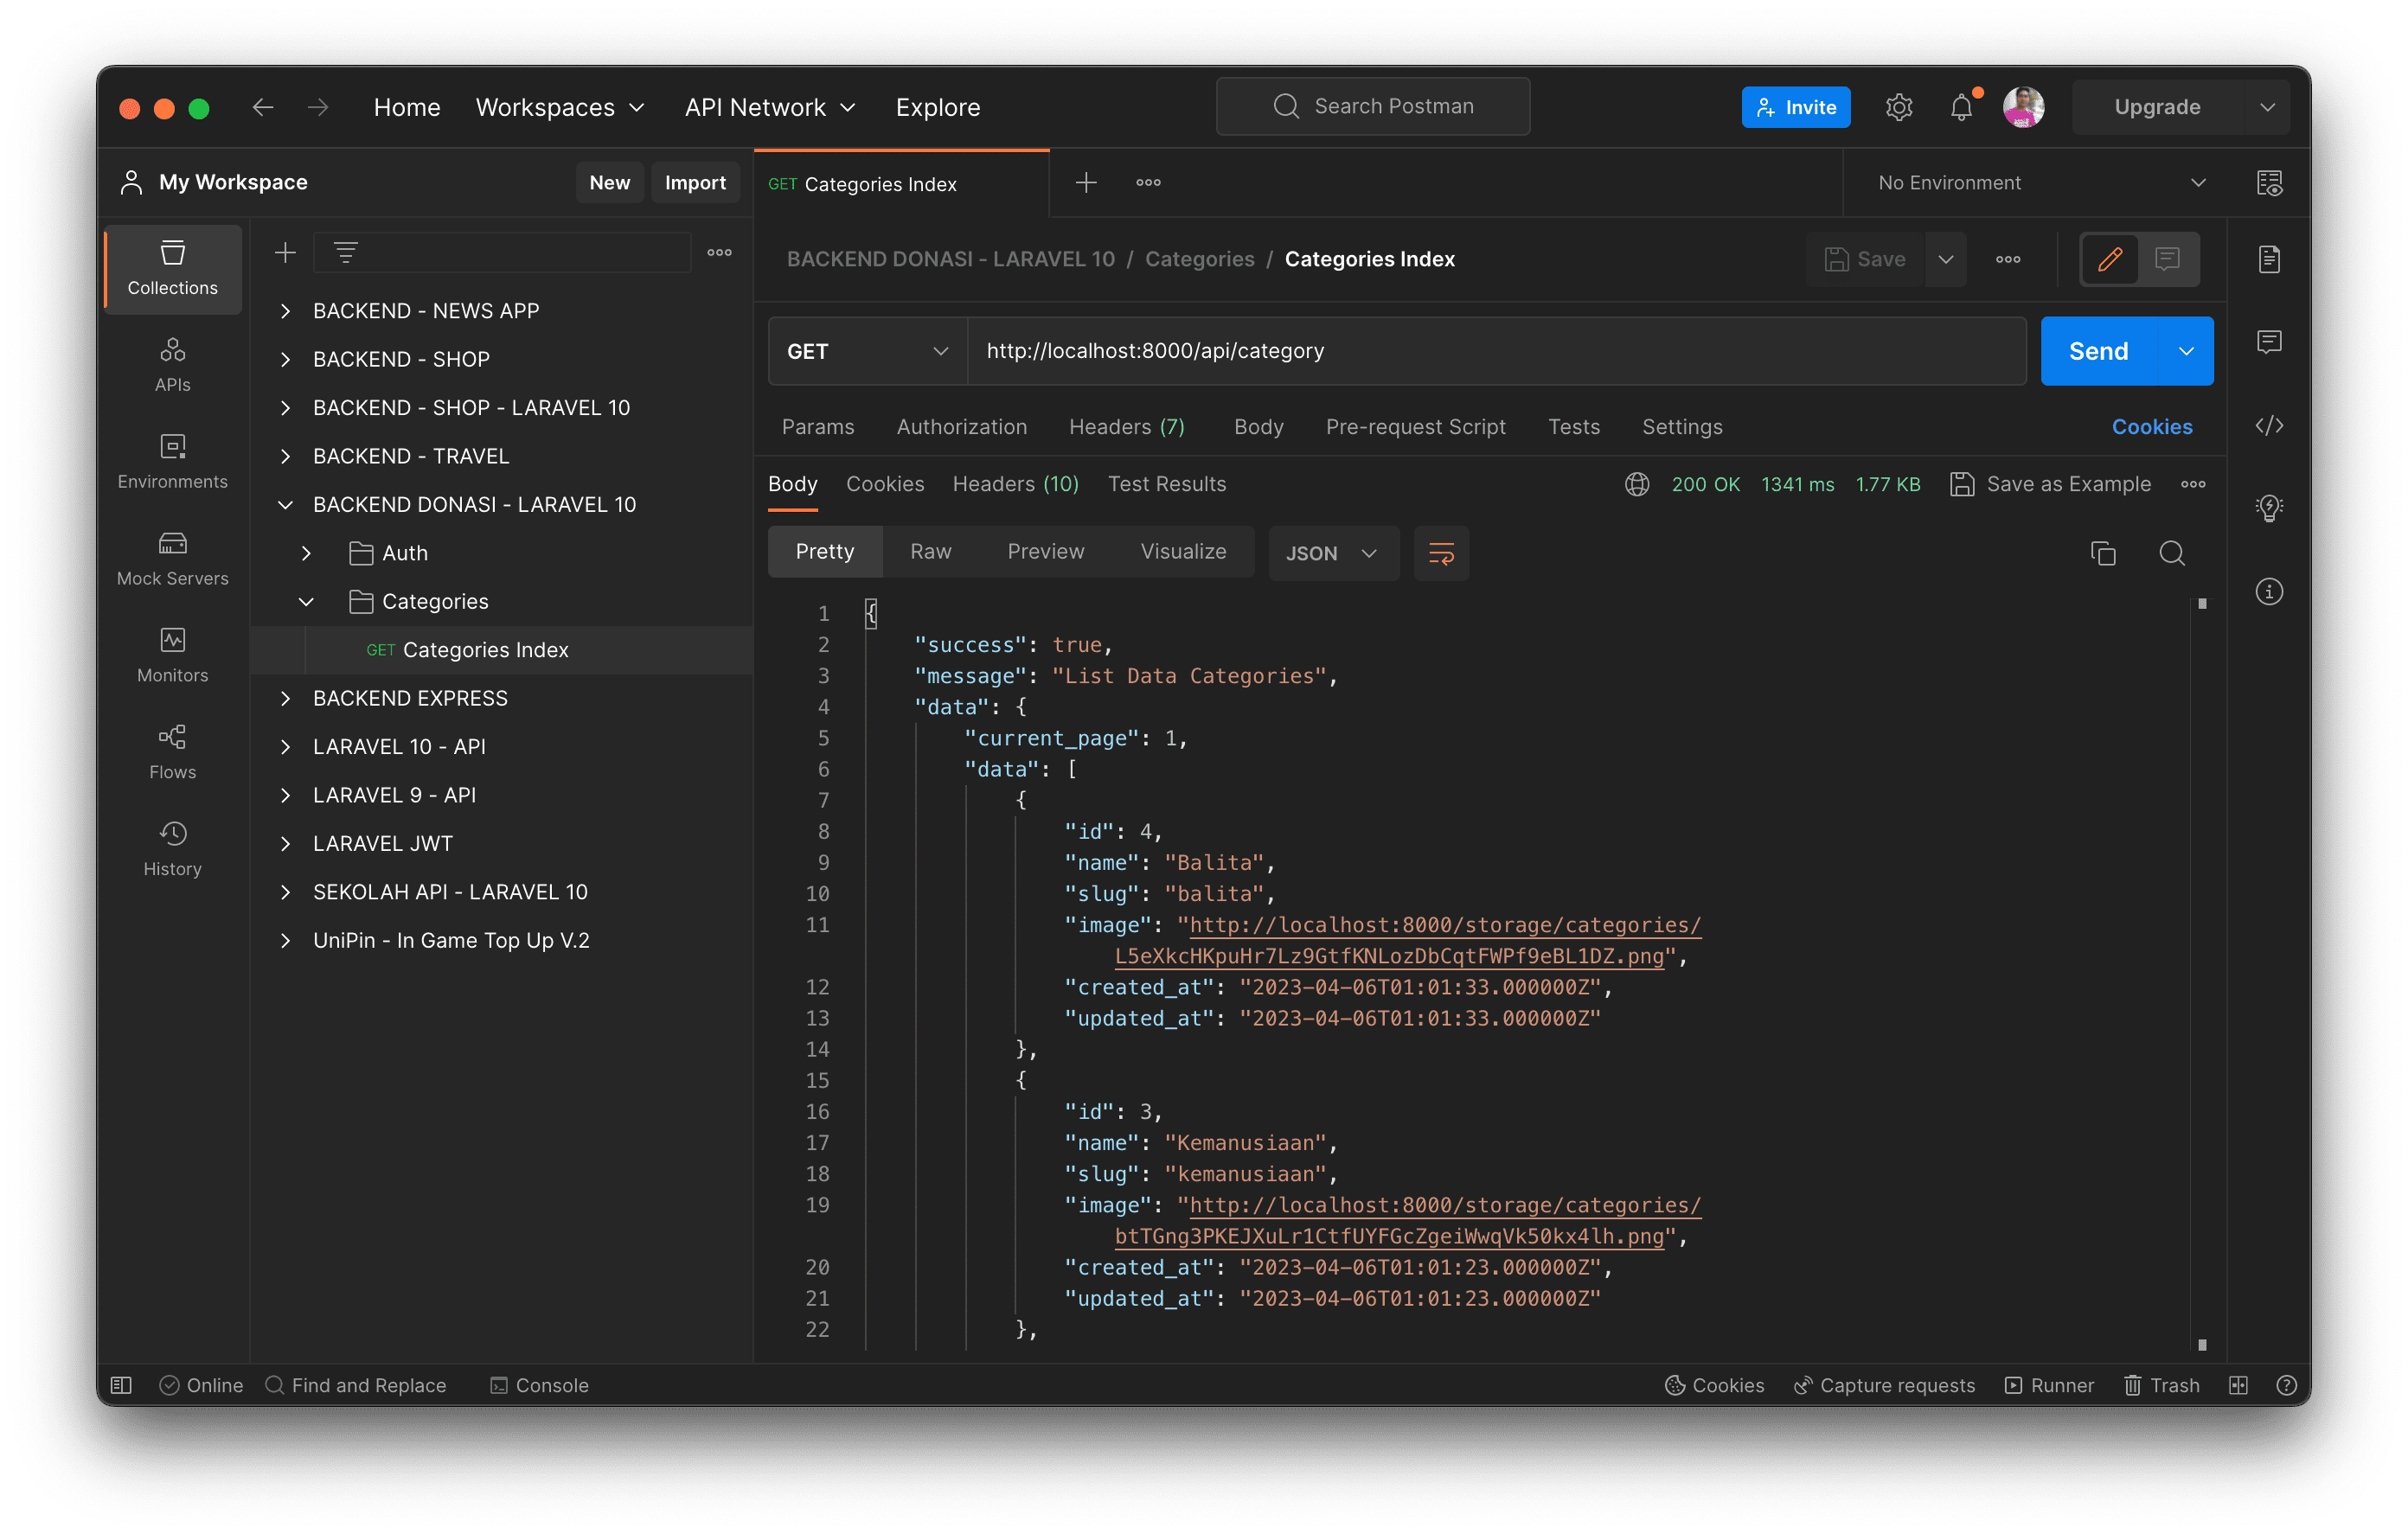 Home Workspaces API Network Explore Search Postman Invite Upgrade
My Workspace New Import
GET Categories Index No Environment
Collections
APIs
Environments
Mock Servers
Monitors
Flows
History
BACKEND - NEWS APP
BACKEND - SHOP
BACKEND - SHOP - LARAVEL 10
BACKEND - TRAVEL
BACKEND DONASI - LARAVEL 10
Auth
Categories
GET Categories Index
BACKEND EXPRESS
LARAVEL 10 - API
LARAVEL 9 - API
LARAVEL JWT
SEKOLAH API - LARAVEL 10
UniPin - In Game Top Up V.2
BACKEND DONASI - LARAVEL 10 / Categories / Categories Index Save
GET http://localhost:8000/api/category Send
Params Authorization Headers (7) Body Pre-request Script Tests Settings Cookies
Body Cookies Headers (10) Test Results 200 OK 1341 ms 1.77 KB Save as Example
Pretty Raw Preview Visualize JSON
1 {
2 "success": true,
3 "message": "List Data Categories",
4 "data": {
5 "current_page": 1,
6 "data": [
7 {
8 "id": 4,
9 "name": "Balita",
10 "slug": "balita",
11 "image": "http://localhost:8000/storage/categories/
L5eXkcHKpuHr7Lz9GtfKNLozDbCqtFWPf9eBL1DZ.png",
12 "created_at": "2023-04-06T01:01:33.000000Z",
13 "updated_at": "2023-04-06T01:01:33.000000Z"
14 },
15 {
16 "id": 3,
17 "name": "Kemanusiaan",
18 "slug": "kemanusiaan",
19 "image": "http://localhost:8000/storage/categories/
btTGng3PKEJXuLr1CtfUYFGcZgeiWwqVk50kx4lh.png",
20 "created_at": "2023-04-06T01:01:23.000000Z",
21 "updated_at": "2023-04-06T01:01:23.000000Z"
22 },
Online Find and Replace Console Cookies Capture requests Runner Trash